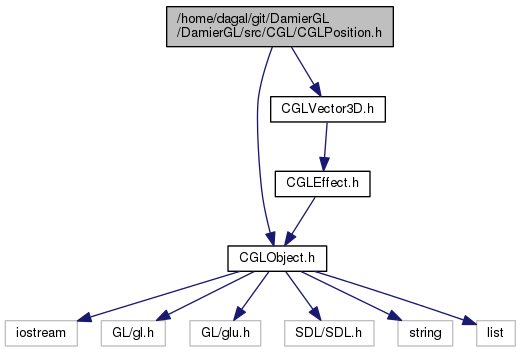 /home/dagal/git/DamierGL
/DamierGL/src/CGL/CGLPosition.h
CGLVector3D.h
CGLEffect.h
CGLObject.h
iostream
GL/gl.h
GL/glu.h
SDL/SDL.h
string
list